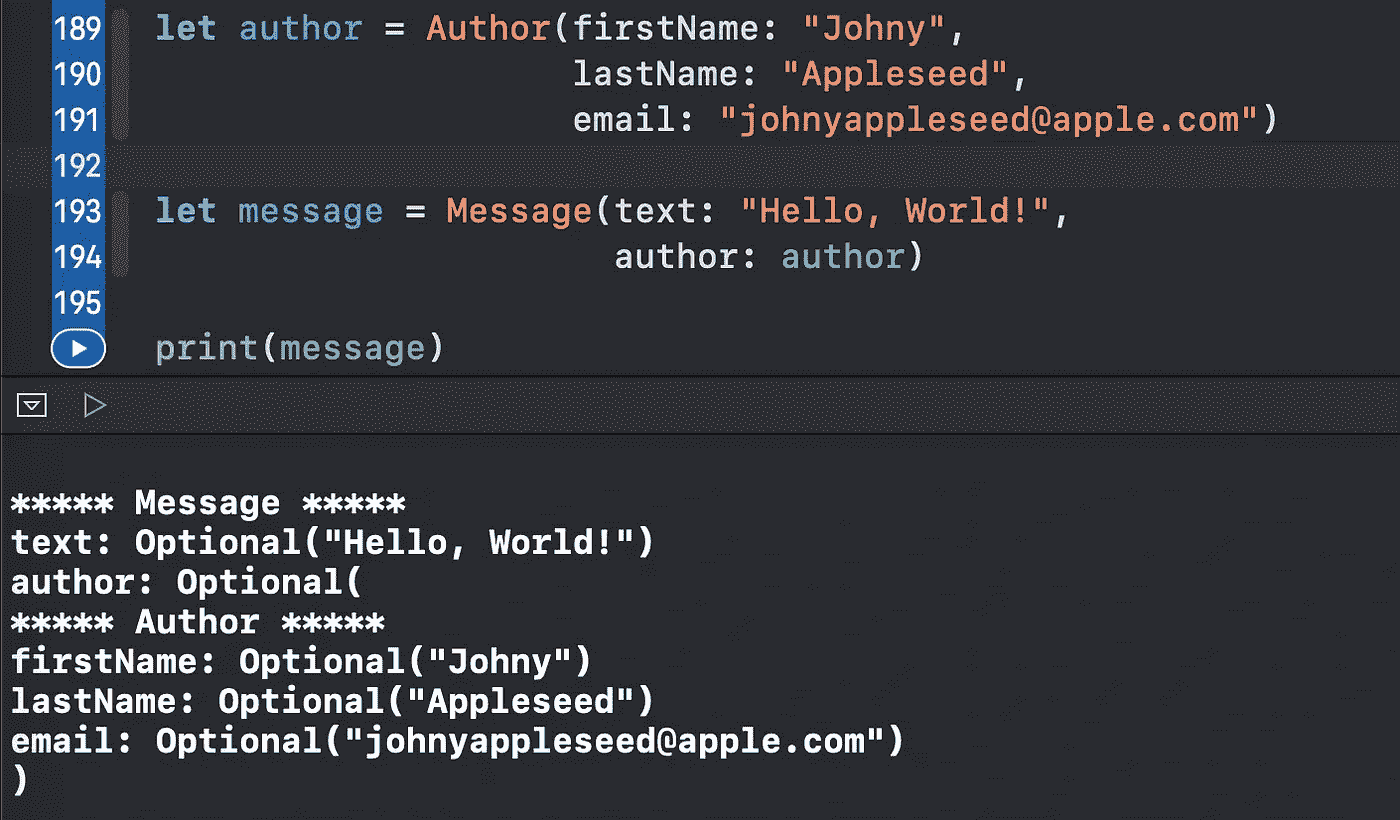 189 let author = Author(firstName: "Johny",
190 lastName: "Appleseed",
191 email: "johnyappleseed@apple.com")
192
193 let message = Message(text: "Hello, World!",
194 author: author)
195
print(message)
***** Message *****
text: Optional("Hello, World!")
author: Optional(
***** Author *****
firstName: Optional("Johny")
lastName: Optional("Appleseed")
email: Optional("johnyappleseed@apple.com")
)